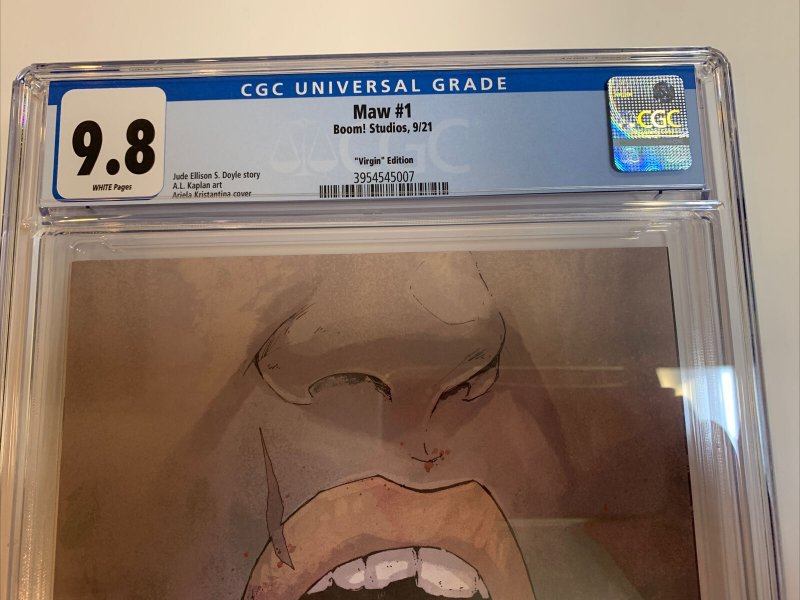 CGC UNIVERSAL GRADE
9.8
WHITE Pages
Maw #1
Boom! Studios, 9/21
"Virgin" Edition
3954545007
Jude Ellison S. Doyle story
A.L. Kaplan art
Ariela Kristantina cover
CGC
CGC